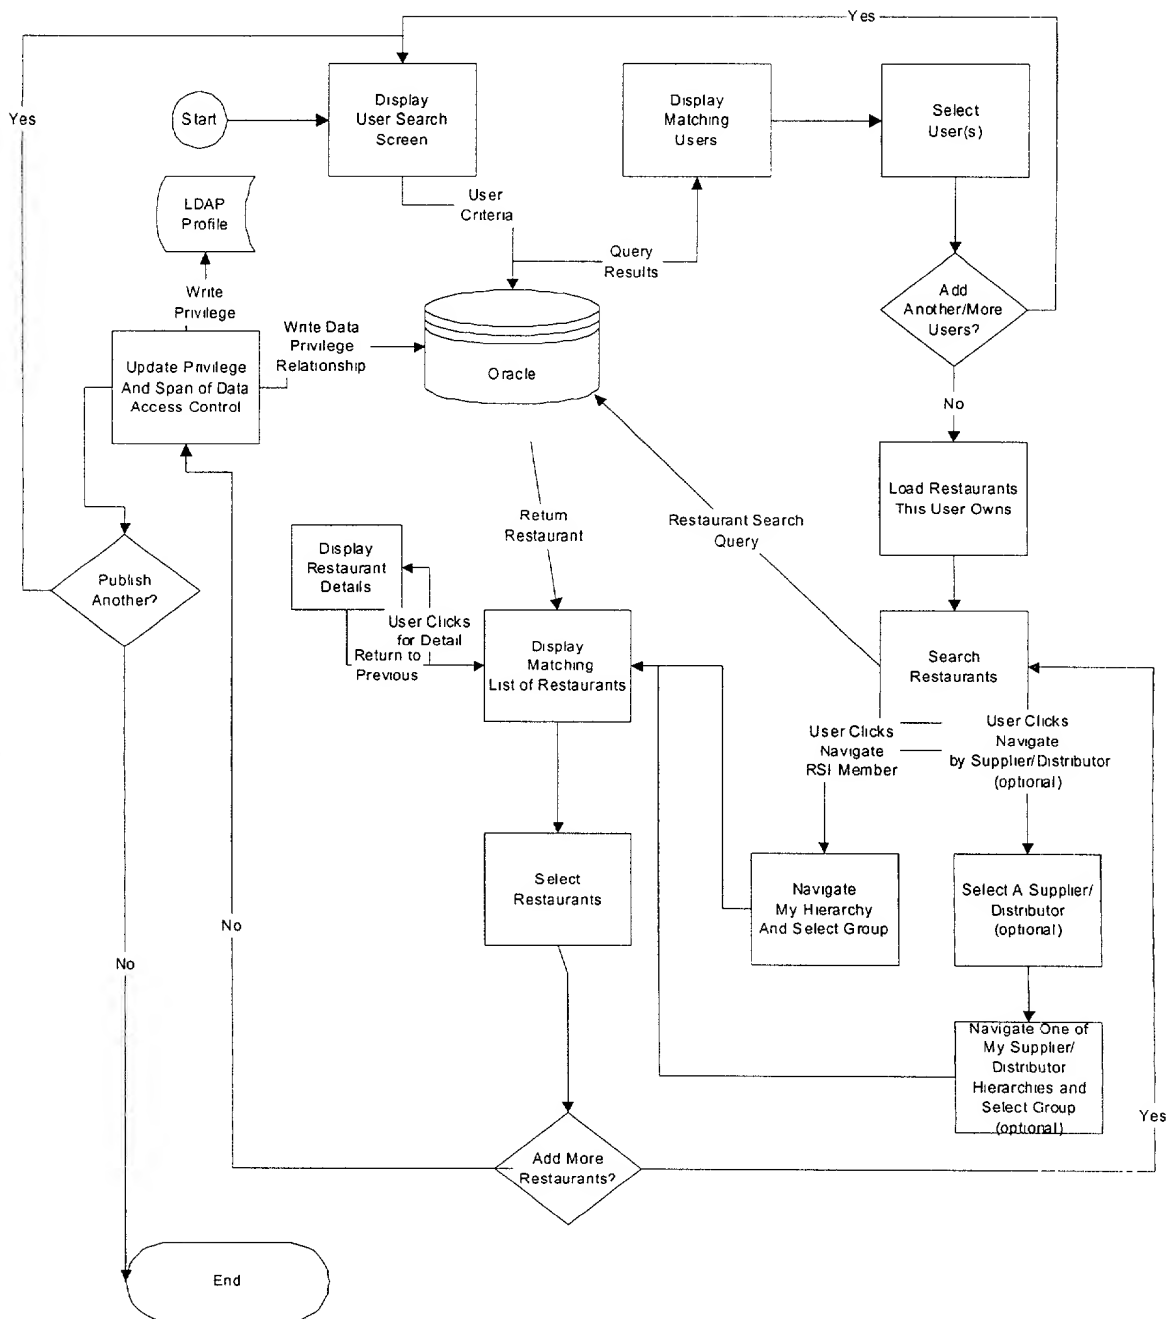 Yes
Yes
Start
Display
User Search
Screen
Display
Matching
Users
Select
User(s)
LDAP
Profile
User
Criteria
Query
Results
Write
Privilege
Add
Another/More
Users?
Write Data
Privilege
Relationship
Update Privilege
And Span of Data
Access Control
Oracle
No
Load Restaurants
This User Owns
Return
Restaurant
Restaurant Search
Query
Display
Restaurant
Details
Publish
Another?
User Clicks
for Detail
Return to
Previous
Display
Matching
List of Restaurants
Search
Restaurants
User Clicks
Navigate
RSI Member
User Clicks
Navigate
by Supplier/Distributor
(optional)
Select
Restaurants
Navigate
My Hierarchy
And Select Group
Select A Supplier/
Distributor
(optional)
No
No
Navigate One of
My Supplier/
Distributor
Hierarchies and
Select Group
(optional)
Yes
Add More
Restaurants?
End